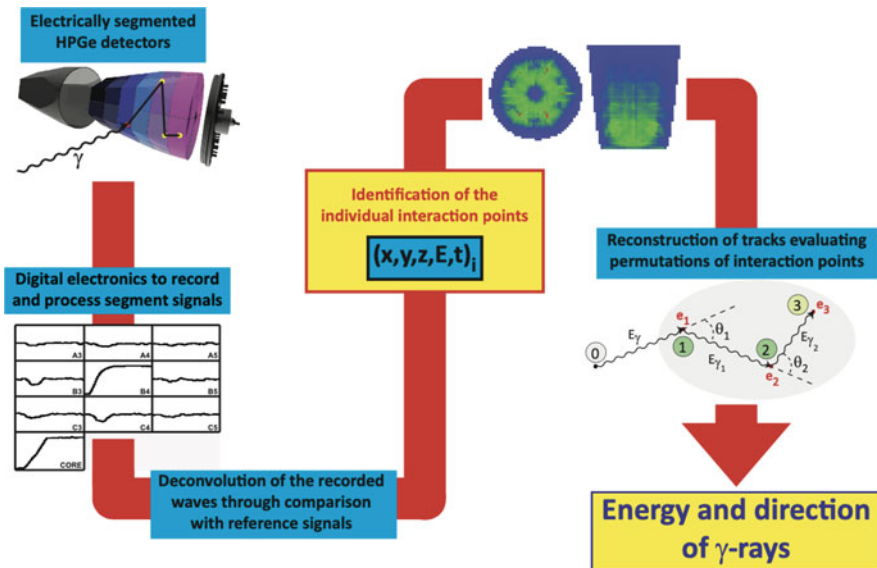 Electrically segmented
HPGe detectors
γ
Digital electronics to record
and process segment signals
A3 A4 A5
B3 B4 B5
C3 C4 C5
CORE
Deconvolution of the recorded
waves through comparison
with reference signals
Identification of the
individual interaction points
(x,y,z,E,t)i
Reconstruction of tracks evaluating
permutations of interaction points
0
Eγ
e1
1
θ1
Eγ1
2
e2
θ2
Eγ2
3
e3
Energy and direction
of γ-rays